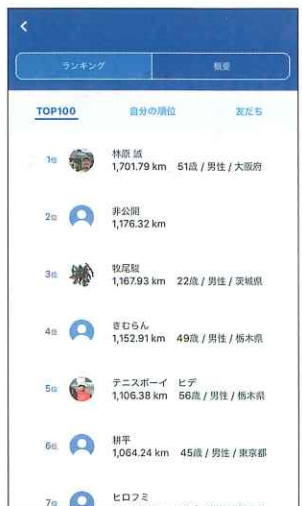 ランキング
概要
TOP100
自分の順位
友だち
1位
林原 誠
1,701.79 km 51歳 / 男性 / 大阪府
2位
非公開
1,176.32 km
3位
牧尾駿
1,167.93 km 22歳 / 男性 / 茨城県
4位
きむらん
1,152.91 km 49歳 / 男性 / 栃木県
5位
テニスボーイ ヒデ
1,106.38 km 56歳 / 男性 / 栃木県
6位
耕平
1,064.24 km 45歳 / 男性 / 東京都
7位
ヒロフミ